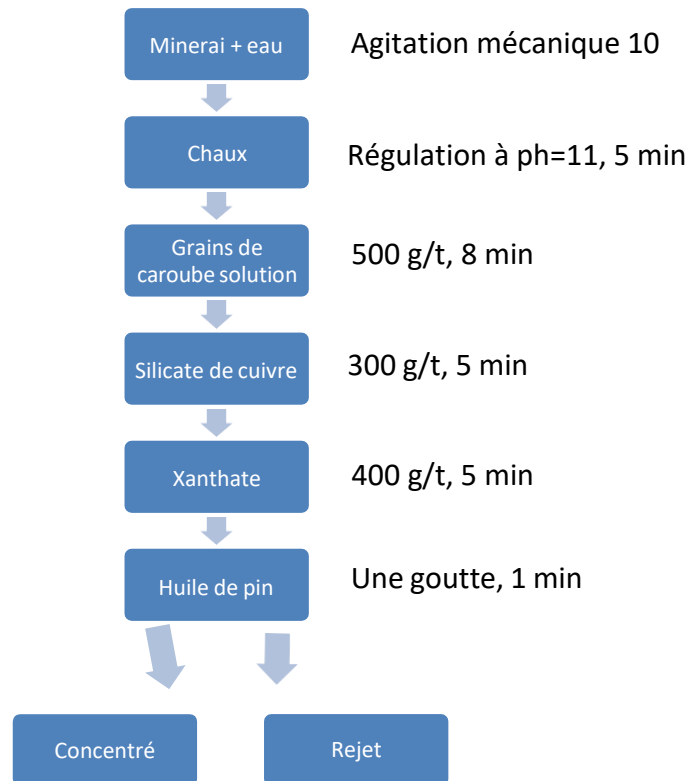 Minerai + eau
Agitation mécanique 10
Chaux
Régulation à ph=11, 5 min
Grains de
caroube solution
500 g/t, 8 min
Silicate de cuivre
300 g/t, 5 min
Xanthate
400 g/t, 5 min
Huile de pin
Une goutte, 1 min
Concentré
Rejet